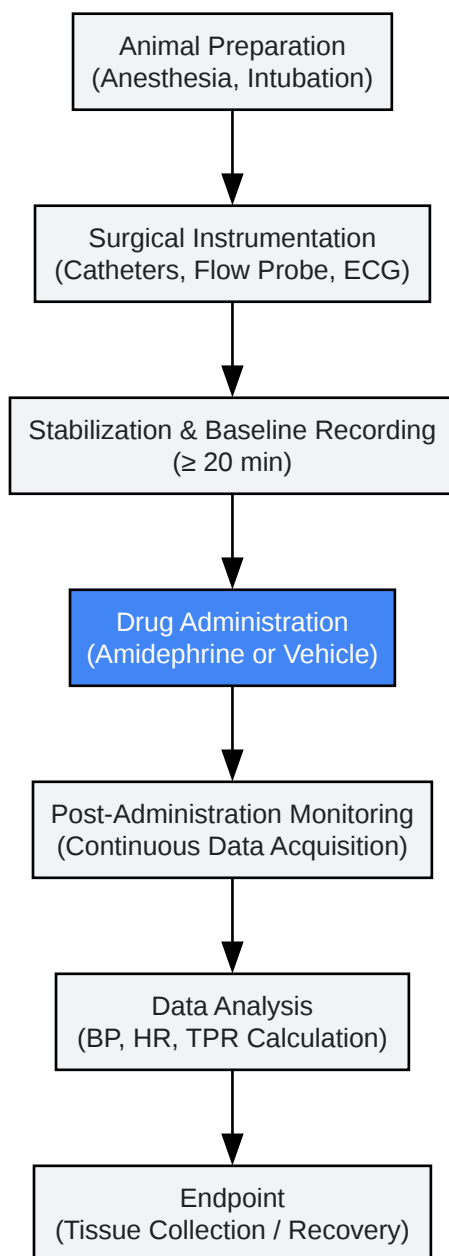 Animal Preparation
(Anesthesia, Intubation)
Surgical Instrumentation
(Catheters, Flow Probe, ECG)
Stabilization & Baseline Recording
(≥ 20 min)
Drug Administration
(Amidephrine or Vehicle)
Post-Administration Monitoring
(Continuous Data Acquisition)
Data Analysis
(BP, HR, TPR Calculation)
Endpoint
(Tissue Collection / Recovery)